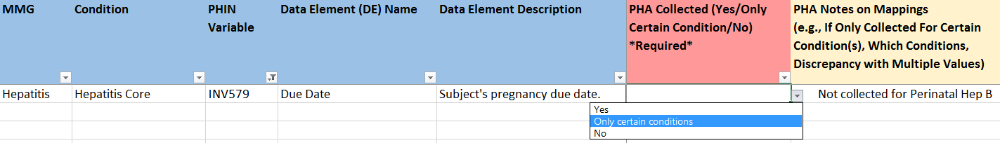 MMG
Condition
PHIN
Variable
Data Element (DE) Name
Data Element Description
PHA Collected (Yes/Only
Certain Condition/No)
*Required*
PHA Notes on Mappings
(e.g., If Only Collected For Certain
Condition(s), Which Conditions,
Discrepancy with Multiple Values)
Hepatitis
Hepatitis Core
INV579
Due Date
Subject's pregnancy due date.
Not collected for Perinatal Hep B
Yes
Only certain conditions
No